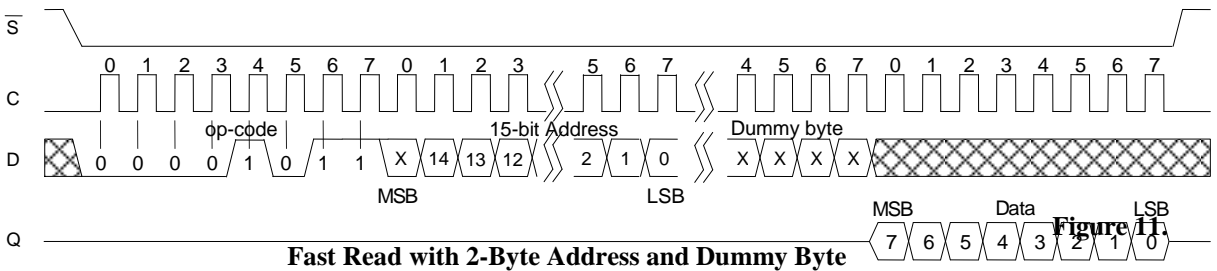 S
0 1 2 3 4 5 6 7 0 1 2 3 5 6 7 4 5 6 7 0 1 2 3 4 5 6 7
C
op-code 15-bit Address Dummy byte
D 0 0 0 0 1 0 1 1 X 14 13 12 2 1 0 X X X X
MSB LSB
MSB Data LSB
Q 7 6 5 4 3 2 1 0
Figure 11.
Fast Read with 2-Byte Address and Dummy Byte